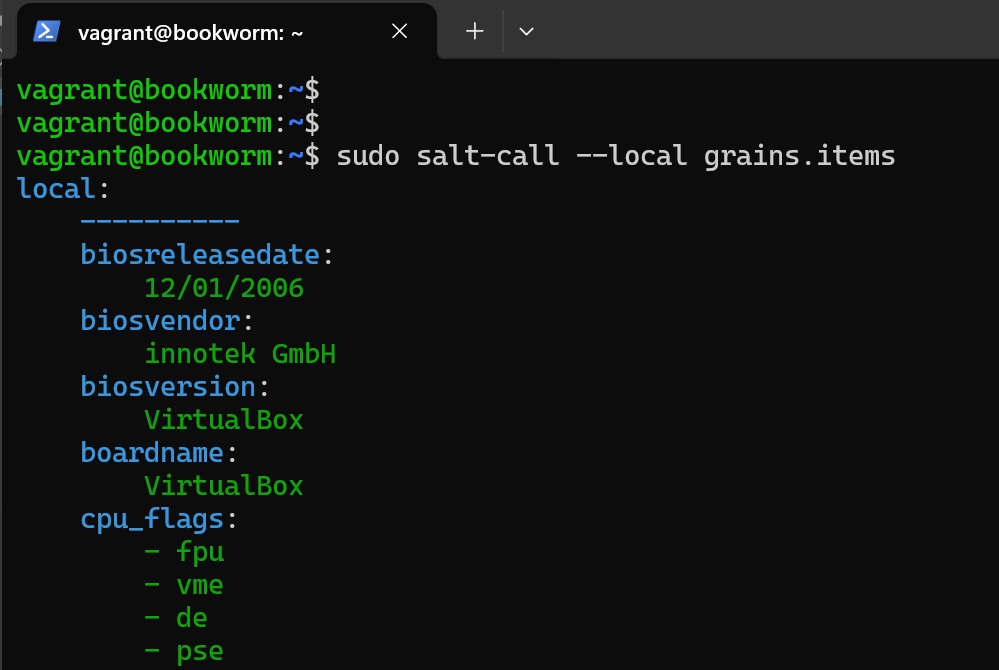 vagrant@bookworm: ~
vagrant@bookworm:~$
vagrant@bookworm:~$
vagrant@bookworm:~$ sudo salt-call --local grains.items
local:
    ----------
    biosreleasedate:
        12/01/2006
    biosvendor:
        innotek GmbH
    biosversion:
        VirtualBox
    boardname:
        VirtualBox
    cpu_flags:
        - fpu
        - vme
        - de
        - pse